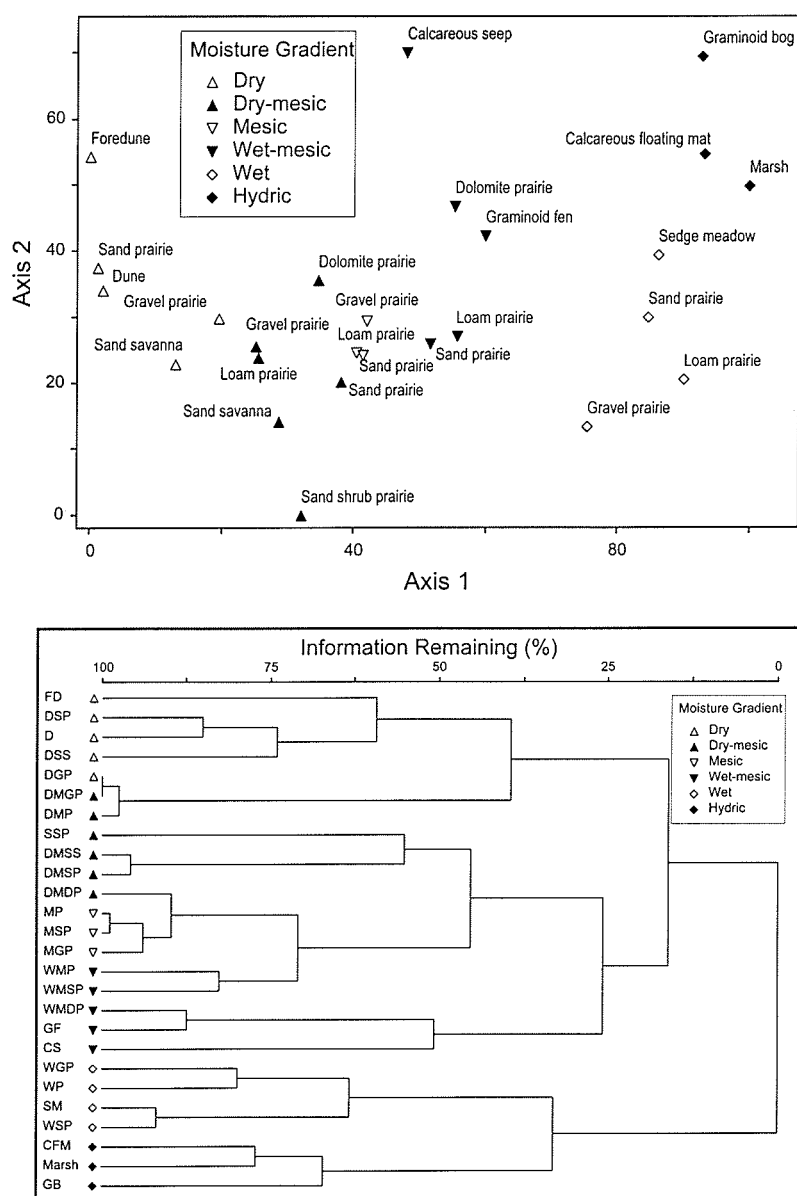 Moisture Gradient
Dry
Dry-mesic
Mesic
Wet-mesic
Wet
Hydric
Calcareous seep
Graminoid bog
Foredune
Calcareous floating mat
Marsh
Dolomite prairie
Graminoid fen
Sedge meadow
Sand prairie
Dune
Dolomite prairie
Gravel prairie
Gravel prairie
Sand prairie
Gravel prairie
Loam prairie
Loam prairie
Sand savanna
Loam prairie
Sand prairie
Sand prairie
Loam prairie
Sand prairie
Sand savanna
Gravel prairie
Sand shrub prairie
60
40
20
0
Axis 2
0
40
80
Axis 1
Information Remaining (%)
100
75
50
25
0
FD
DSP
D
DSS
DGP
DMGP
DMP
SSP
DMSS
DMSP
DMDP
MP
MSP
MGP
WMP
WMSP
WMDP
GF
CS
WGP
WP
SM
WSP
CFM
Marsh
GB
Moisture Gradient
Dry
Dry-mesic
Mesic
Wet-mesic
Wet
Hydric